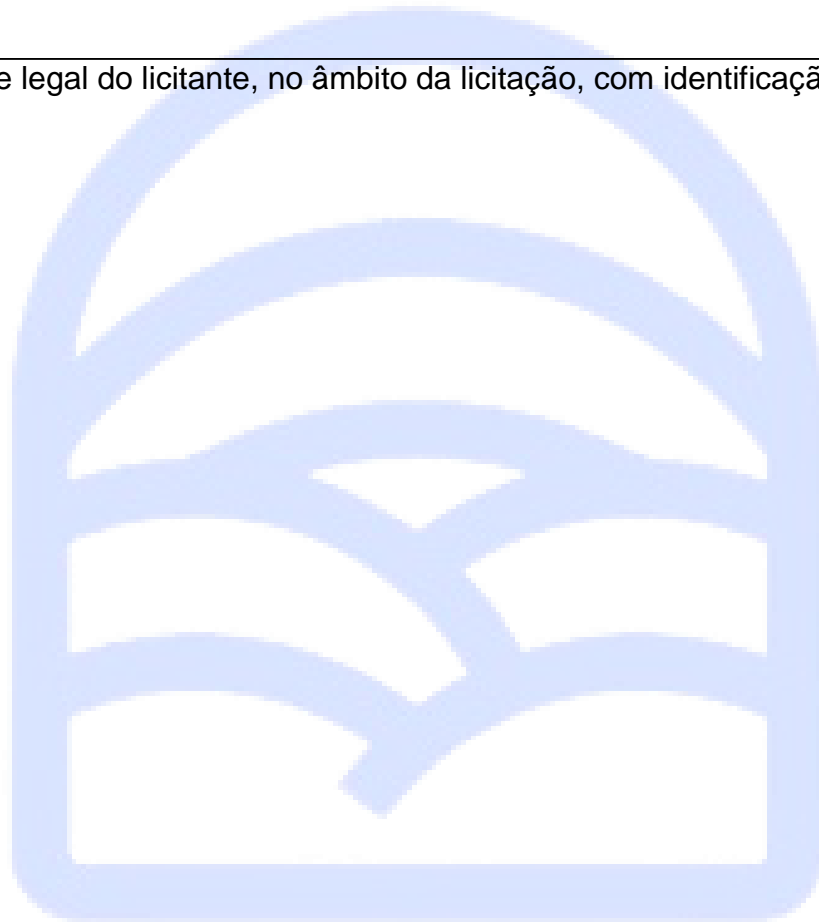 e legal do licitante, no âmbito da licitação, com identificaçã